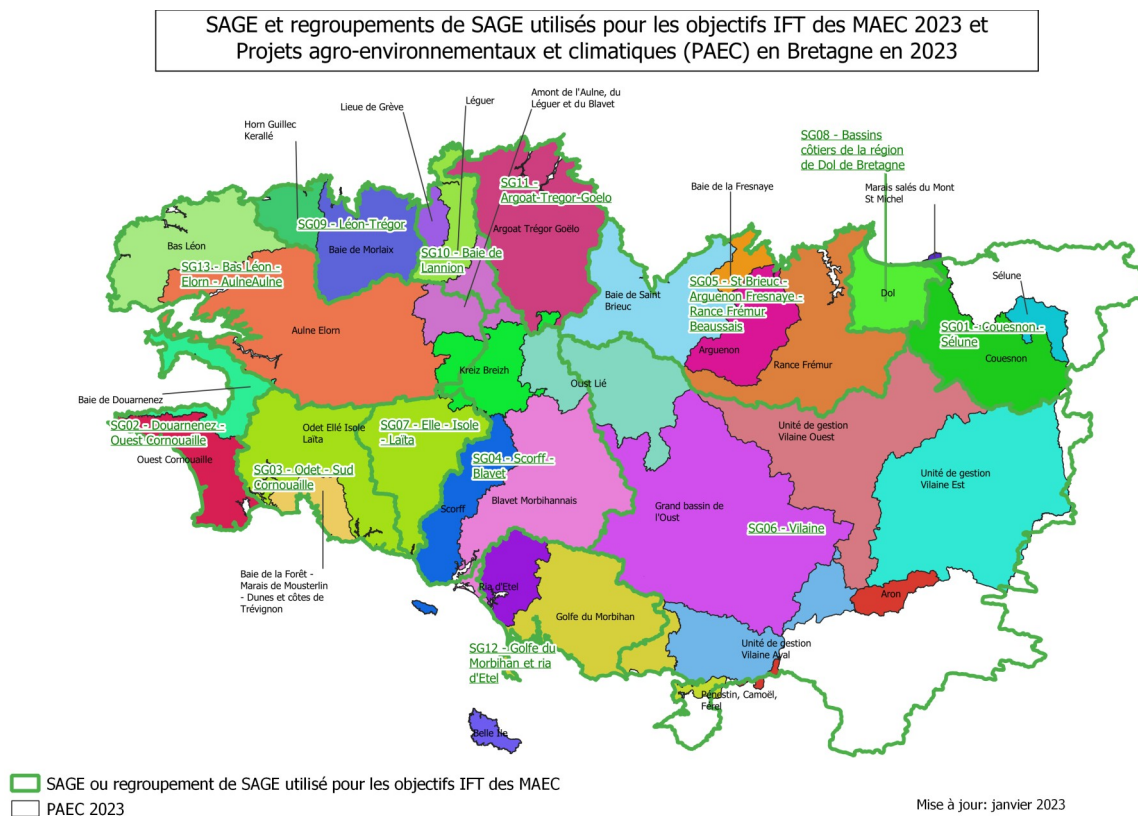 SAGE et regroupements de SAGE utilisés pour les objectifs IFT des MAEC 2023 et
Projets agro-environnementaux et climatiques (PAEC) en Bretagne en 2023
Amont de l'Aulne, du
Léguer et du Blavet
Léguer
Lieue de Grève
Horn Guillec
Kerallé
SG08 - Bassins
côtiers de la région
de Dol de Bretagne
SG11 -
Argoat-Tregor-Goelo
Baie de la Fresnaye
Marais salés du Mont
St Michel
SG09 - Léon-Trégor
Argoat Trégor Goëlo
Bas Léon
Baie de Morlaix
SG10 - Baie de
Lannion
SG13 - Bas Léon -
Elorn - AulneAulne
Baie de Saint
Brieuc
SG05 - St Brieuc -
Arguenon Fresnaye -
Rance Frémur
Beaussais
Dol
Sélune
SG01 - Couesnon -
Sélune
Aulne Elorn
Arguenon
Rance Frémur
Couesnon
Kreiz Breizh
Oust Lié
Baie de Douarnenez
SG02 - Douarnenez -
Ouest Cornouaille
Odet Ellé Isole
Laïta
SG07 - Elle - Isole
- Laïta
Unité de gestion
Vilaine Ouest
Ouest Cornouaille
SG03 - Odet - Sud
Cornouaille
SG04 - Scorff -
Blavet
Unité de gestion
Vilaine Est
Scorff
Blavet Morbihannais
Grand bassin de
l'Oust
SG06 - Vilaine
Baie de la Forêt -
Marais de Mousterlin
- Dunes et côtes de
Trévignon
Ria d'Etel
Aron
Golfe du Morbihan
SG12 - Golfe du
Morbihan et ria
d'Etel
Unité de gestion
Vilaine Aval
Pénestin, Camoël,
Férel
Belle Ile
SAGE ou regroupement de SAGE utilisé pour les objectifs IFT des MAEC
PAEC 2023
Mise à jour: janvier 2023